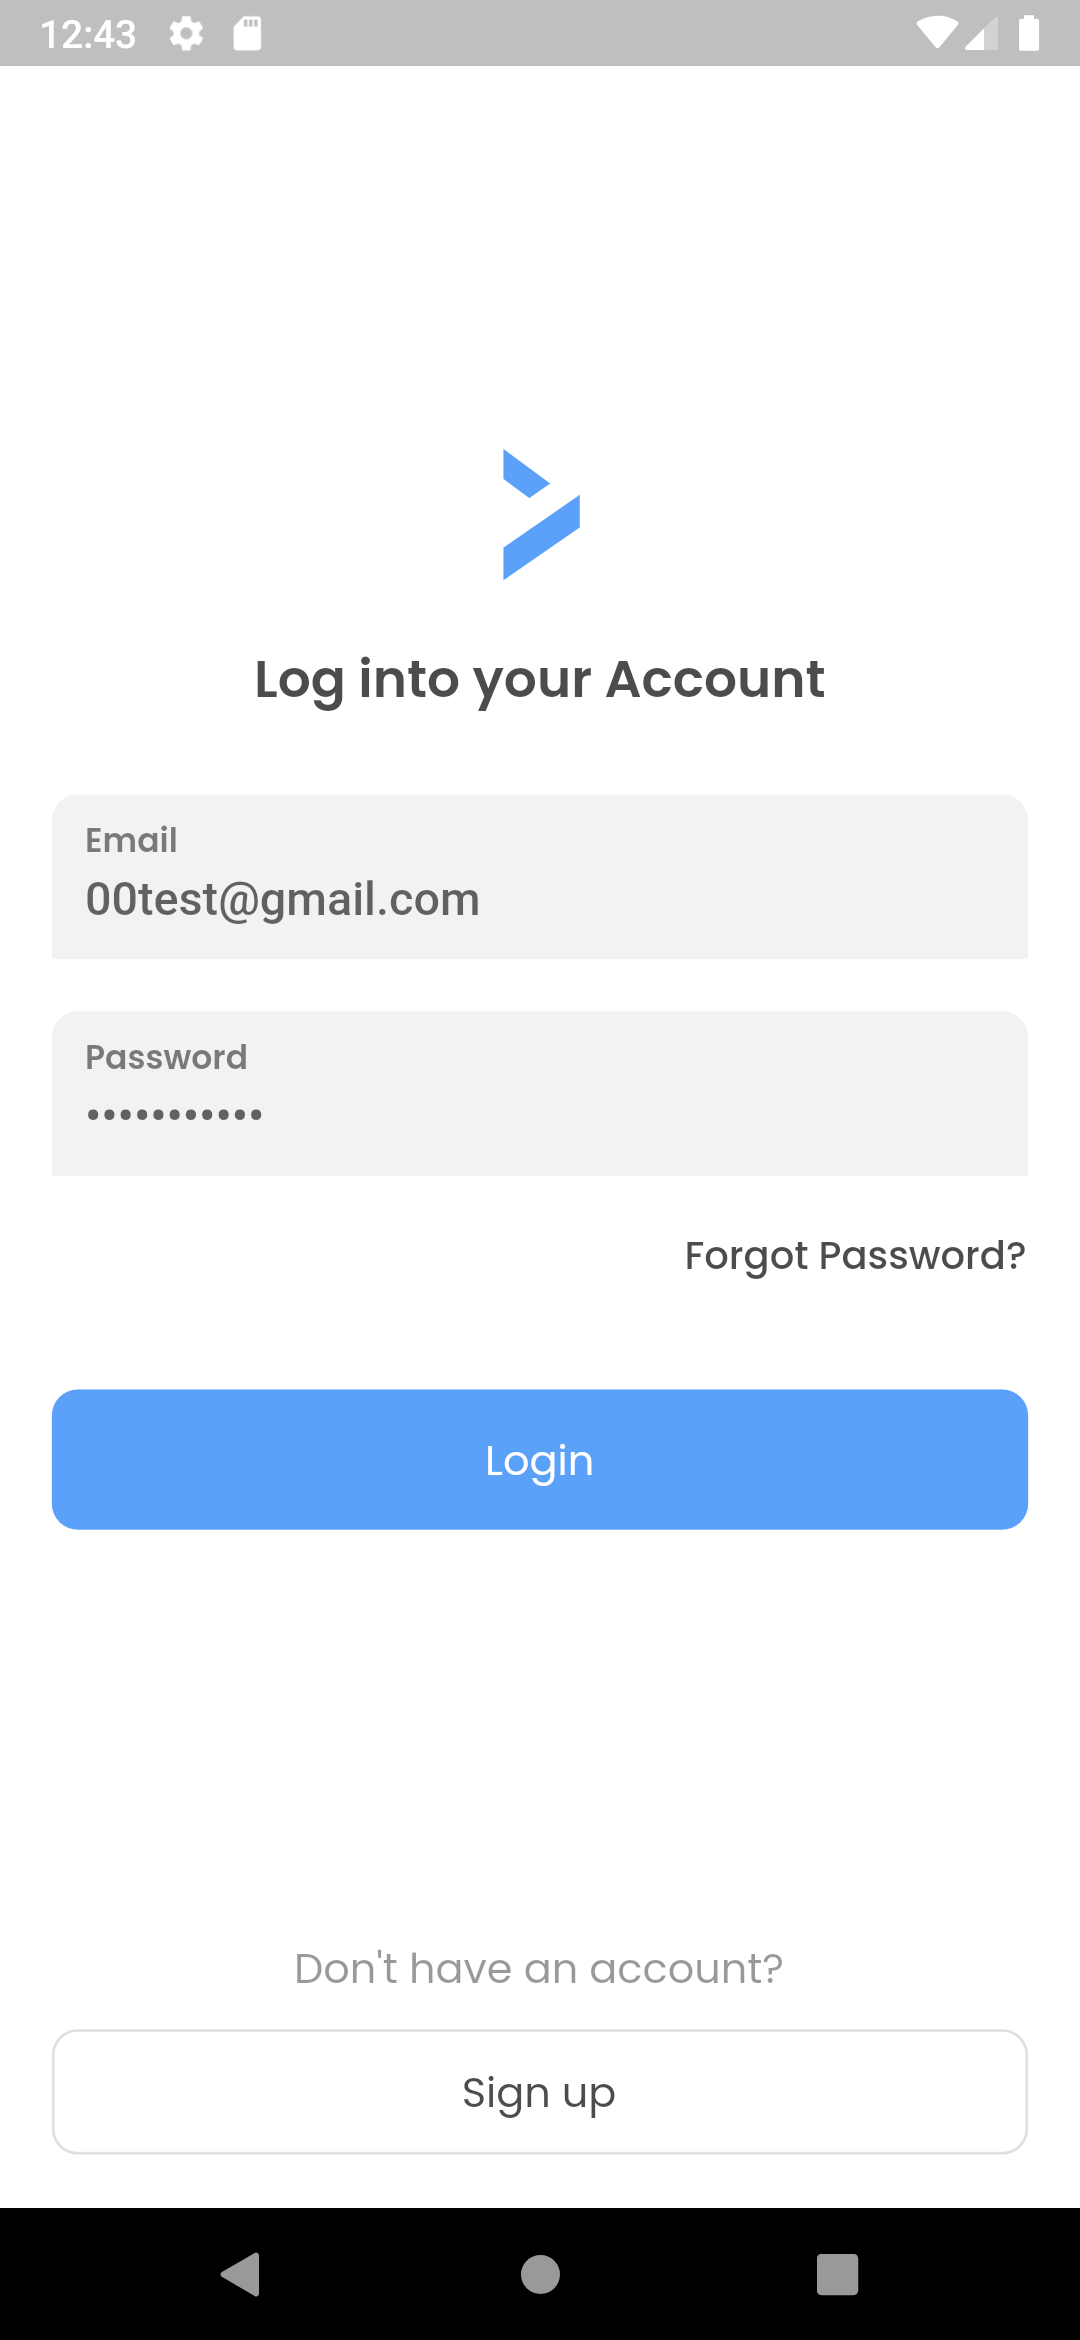 12:43
Log into your Account
Email
00test@gmail.com
Password
•••••••••••
Forgot Password?
Login
Don't have an account?
Sign up